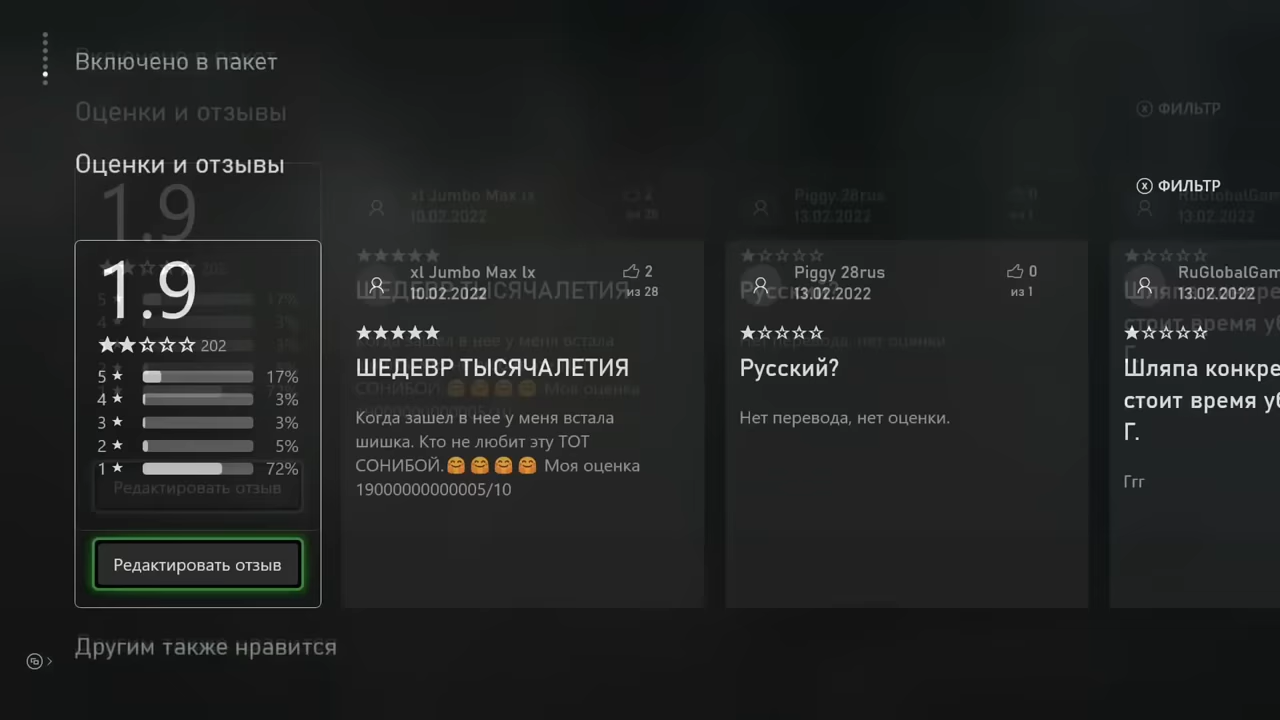 Включено в пакет
Оценки и отзывы
Оценки и отзывы
ФИЛЬТР
ФИЛЬТР
1.9
202
5 ★ 17%
4 ★ 3%
3 ★ 3%
2 ★ 5%
1 ★ 72%
Редактировать отзыв
xl Jumbo Max lx
10.02.2022
2
из 28
ШЕДЕВР ТЫСЯЧАЛЕТИЯ
Когда зашел в нее у меня встала
шишка. Кто не любит эту ТОТ
СОНИБОЙ.🤗 🤗 🤗 🤗 Моя оценка
19000000000005/10
Piggy 28rus
13.02.2022
0
из 1
Русский?
Нет перевода, нет оценки.
RuGlobalGam
13.02.2022
Шляпа конкре
стоит время уб
Г.
Ггг
Другим также нравится